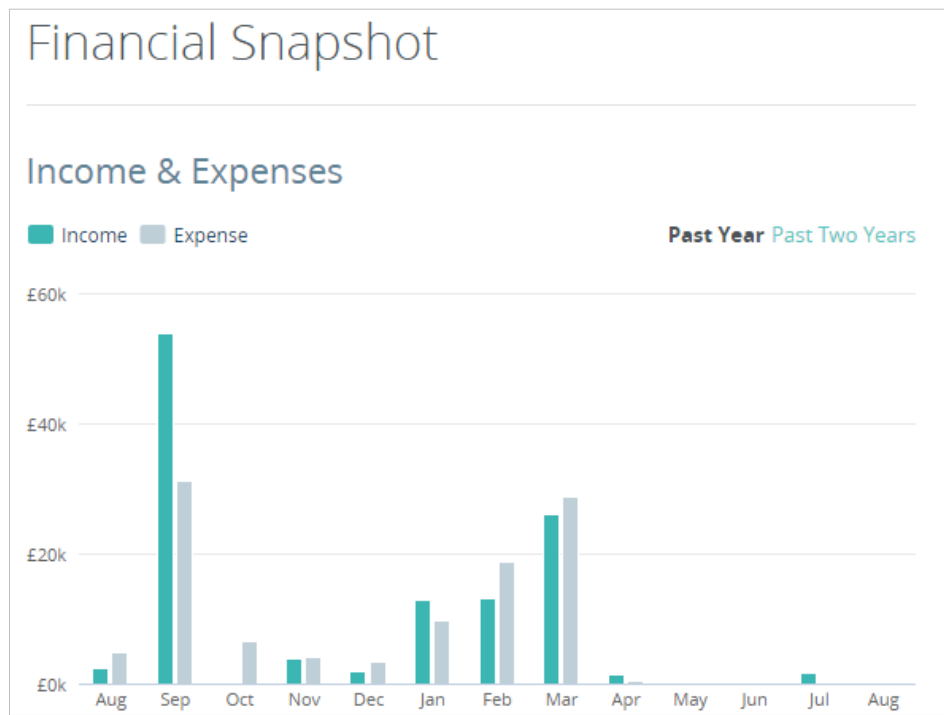 Financial Snapshot
Income & Expenses
Income Expense Past Year Past Two Years
£60k
£40k
£20k
£0k
Aug Sep Oct Nov Dec Jan Feb Mar Apr May Jun Jul Aug